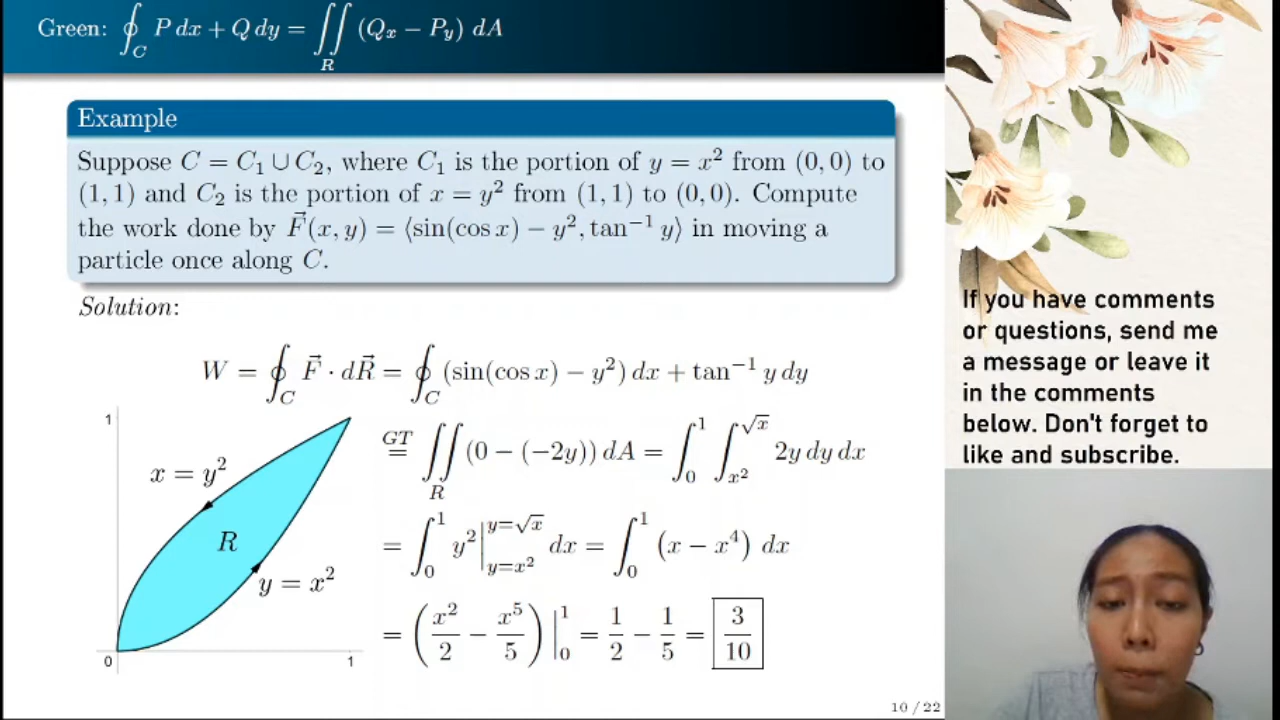 Green: ∮_C P dx + Q dy = ∬_R (Q_x − P_y) dA
Example
Suppose C = C₁ ∪ C₂, where C₁ is the portion of y = x² from (0, 0) to
(1, 1) and C₂ is the portion of x = y² from (1, 1) to (0, 0). Compute
the work done by F⃗(x, y) = ⟨sin(cos x) − y², tan⁻¹ y⟩ in moving a
particle once along C.
Solution:
W = ∮_C F⃗ · dR⃗ = ∮_C (sin(cos x) − y²) dx + tan⁻¹ y dy
GT= ∬_R (0 − (−2y)) dA = ∫₀¹ ∫_{x²}^{√x} 2y dy dx
= ∫₀¹ y² |_{y=x²}^{y=√x} dx = ∫₀¹ (x − x⁴) dx
= (x²/2 − x⁵/5) |₀¹ = 1/2 − 1/5 = 3/10
1
x = y²
R
y = x²
0
1
10 / 22
If you have comments
or questions, send me
a message or leave it
in the comments
below. Don't forget to
like and subscribe.